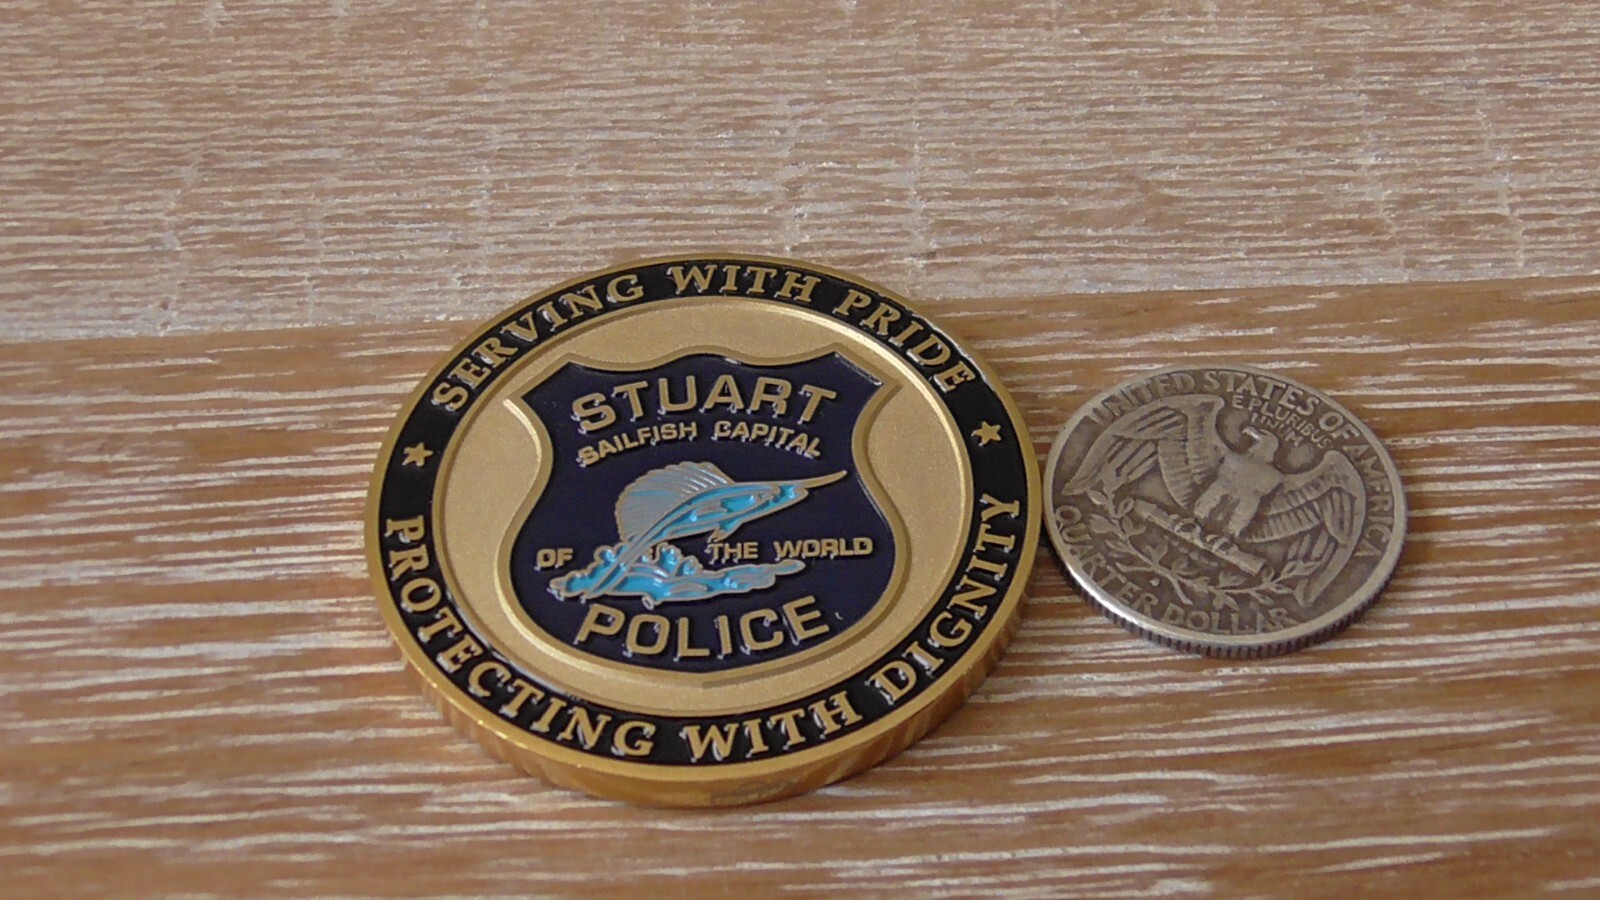 SERVING WITH PRIDE
STUART
SAILFISH CAPITAL
OF THE WORLD
POLICE
PROTECTING WITH DIGNITY
UNITED STATES OF AMERICA
E PLURIBUS
UNUM
QUARTER DOLLAR